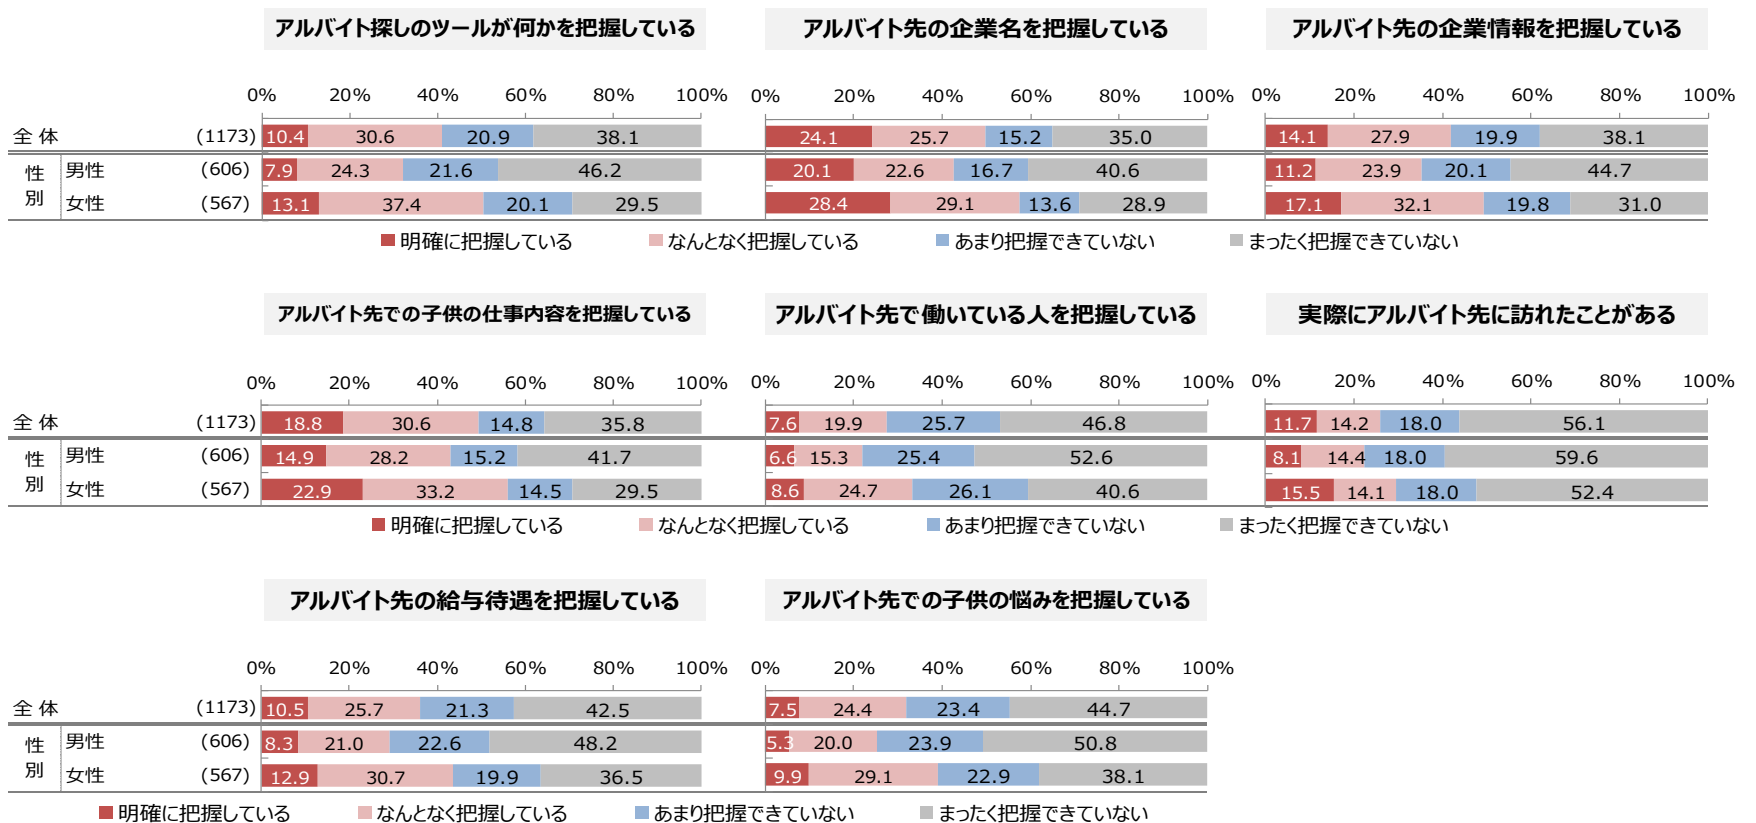 アルバイト探しのツールが何かを把握している アルバイト先の企業名を把握している アルバイト先の企業情報を把握している
0% 20% 40% 60% 80% 100% 0% 20% 40% 60% 80% 100% 0% 20% 40% 60% 80% 100%
全 体 (1173) 10.4 30.6 20.9 38.1 24.1 25.7 15.2 35.0 14.1 27.9 19.9 38.1
性別 男性 (606) 7.9 24.3 21.6 46.2 20.1 22.6 16.7 40.6 11.2 23.9 20.1 44.7
女性 (567) 13.1 37.4 20.1 29.5 28.4 29.1 13.6 28.9 17.1 32.1 19.8 31.0
明確に把握している なんとなく把握している あまり把握できていない まったく把握できていない
アルバイト先での子供の仕事内容を把握している アルバイト先で働いている人を把握している 実際にアルバイト先に訪れたことがある
0% 20% 40% 60% 80% 100% 0% 20% 40% 60% 80% 100% 0% 20% 40% 60% 80% 100%
全 体 (1173) 18.8 30.6 14.8 35.8 7.6 19.9 25.7 46.8 11.7 14.2 18.0 56.1
性別 男性 (606) 14.9 28.2 15.2 41.7 6.6 15.3 25.4 52.6 8.1 14.4 18.0 59.6
女性 (567) 22.9 33.2 14.5 29.5 8.6 24.7 26.1 40.6 15.5 14.1 18.0 52.4
明確に把握している なんとなく把握している あまり把握できていない まったく把握できていない
アルバイト先の給与待遇を把握している アルバイト先での子供の悩みを把握している
0% 20% 40% 60% 80% 100% 0% 20% 40% 60% 80% 100%
全 体 (1173) 10.5 25.7 21.3 42.5 7.5 24.4 23.4 44.7
性別 男性 (606) 8.3 21.0 22.6 48.2 5.3 20.0 23.9 50.8
女性 (567) 12.9 30.7 19.9 36.5 9.9 29.1 22.9 38.1
明確に把握している なんとなく把握している あまり把握できていない まったく把握できていない